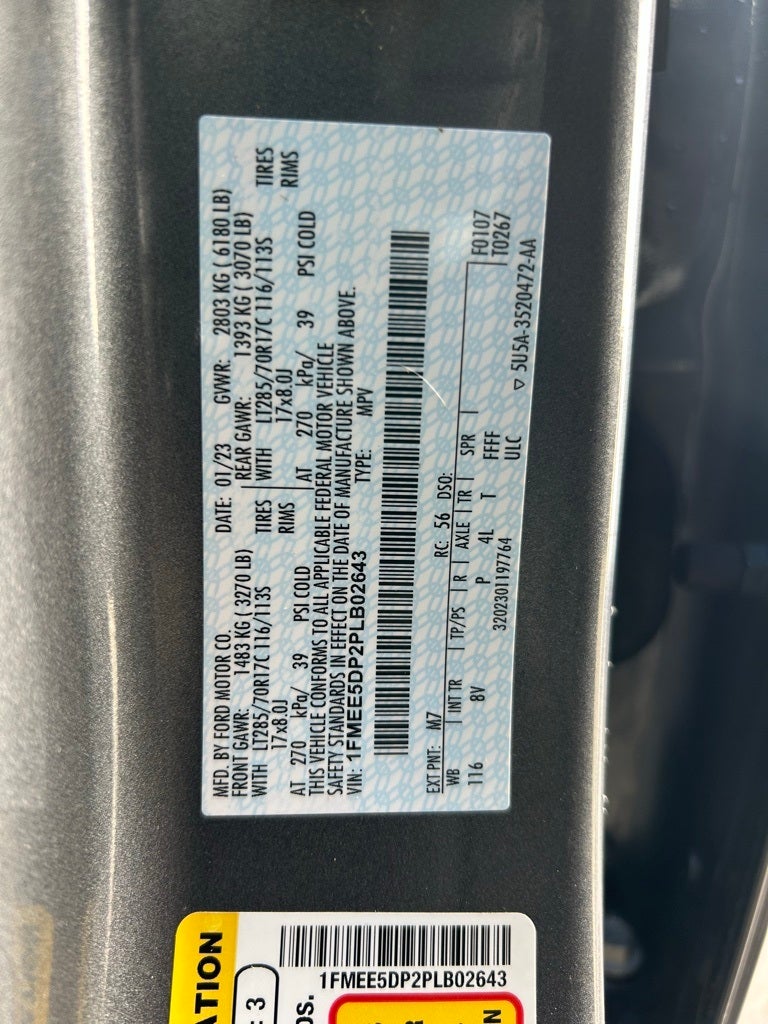 MFD. BY FORD MOTOR CO.
DATE: 01/23 GVWR: 2803 KG ( 6180 LB)
FRONT GAWR: 1483 KG ( 3270 LB) REAR GAWR: 1393 KG ( 3070 LB)
WITH LT285/70R17C 116/113S TIRES WITH LT285/70R17C 116/113S TIRES
17x8.0J RIMS 17x8.0J RIMS
AT 270 kPa/ 39 PSI COLD AT 270 kPa/ 39 PSI COLD
THIS VEHICLE CONFORMS TO ALL APPLICABLE FEDERAL MOTOR VEHICLE
SAFETY STANDARDS IN EFFECT ON THE DATE OF MANUFACTURE SHOWN ABOVE.
VIN: 1FMEE5DP2PLB02643 TYPE: MPV
EXT PNT: M7 RC: 56 DSO: F0107
WB INT TR TP/PS R AXLE TR SPR T0267
116 8V P 4L T FFFF
3202301197764 ULC ▽ 5U5A-3520472-AA
1FMEE5DP2PLB02643